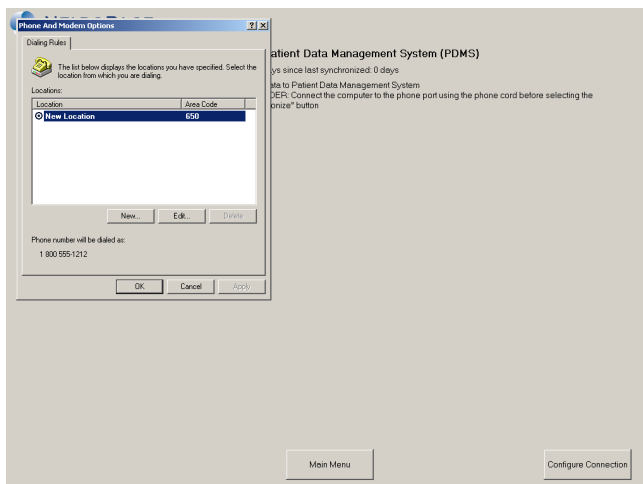 Phone And Modem Options
Dialing Rules
The list below displays the locations you have specified. Select the
location from which you are dialing.
Locations:
Location Area Code
New Location 650
New... Edit... Delete
Phone number will be dialed as:
1 800 555-1212
OK Cancel Apply
atient Data Management System (PDMS)
ys since last synchronized: 0 days
ata to Patient Data Management System
DER: Connect the computer to the phone port using the phone cord before selecting the
onize" button
Main Menu Configure Connection